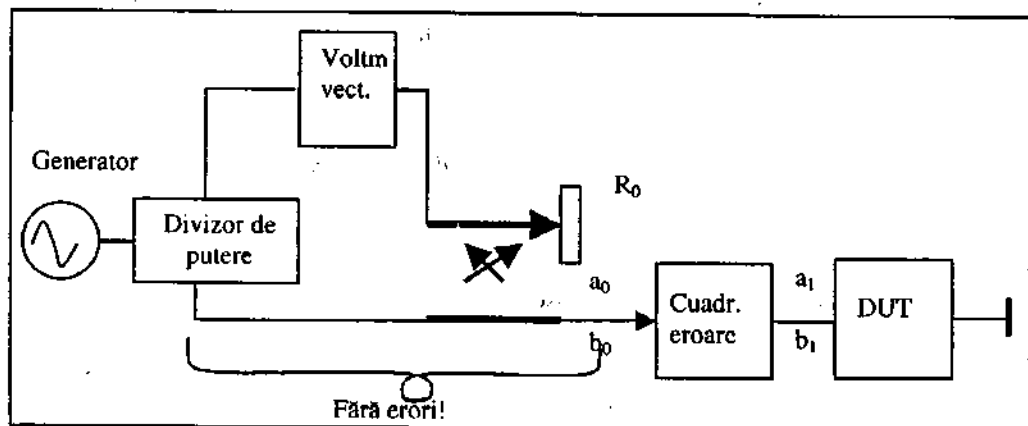 Voltm
vect.
Generator
R₀
Divizor de
putere
a₀
Cuadr.
eroare
a₁
DUT
b₀
b₁
Fără erori!